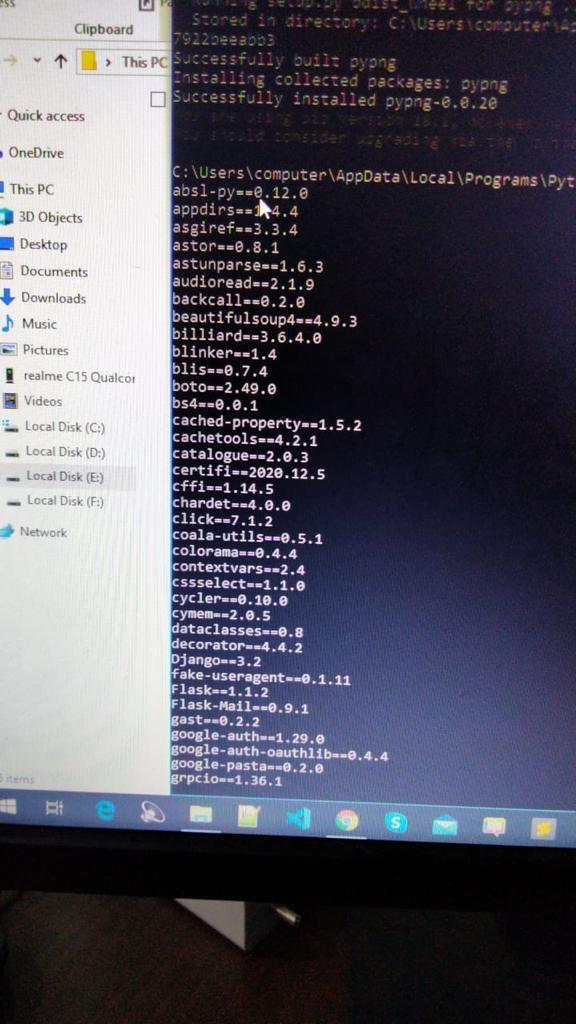 Clipboard
This PC
Quick access
OneDrive
This PC
3D Objects
Desktop
Documents
Downloads
Music
Pictures
realme C15 Qualcor
Videos
Local Disk (C:)
Local Disk (D:)
Local Disk (E:)
Local Disk (F:)
Network
items
Stored in directory: C:\Users\computer\Ap
7922beeabb3
Successfully built pypng
Installing collected packages: pypng
Successfully installed pypng-0.0.20
C:\Users\computer\AppData\Local\Programs\Pyt
absl-py==0.12.0
appdirs==1.4.4
asgiref==3.3.4
astor==0.8.1
astunparse==1.6.3
audioread==2.1.9
backcall==0.2.0
beautifulsoup4==4.9.3
billiard==3.6.4.0
blinker==1.4
blis==0.7.4
boto==2.49.0
bs4==0.0.1
cached-property==1.5.2
cachetools==4.2.1
catalogue==2.0.3
certifi==2020.12.5
cffi==1.14.5
chardet==4.0.0
click==7.1.2
coala-utils==0.5.1
colorama==0.4.4
contextvars==2.4
cssselect==1.1.0
cycler==0.10.0
cymem==2.0.5
dataclasses==0.8
decorator==4.4.2
Django==3.2
fake-useragent==0.1.11
Flask==1.1.2
Flask-Mail==0.9.1
gast==0.2.2
google-auth==1.29.0
google-auth-oauthlib==0.4.4
google-pasta==0.2.0
grpcio==1.36.1